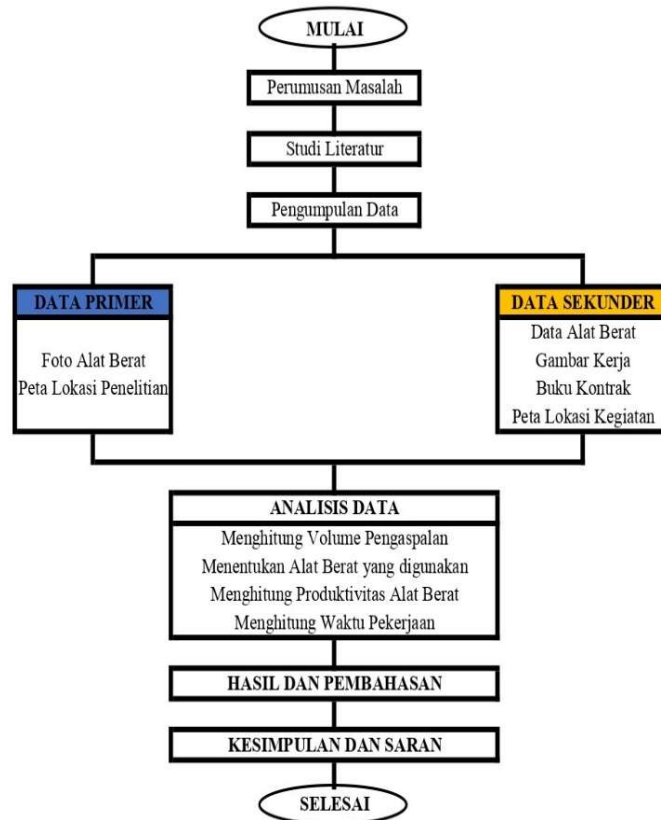 MULAI
Perumusan Masalah
Studi Literatur
Pengumpulan Data
DATA PRIMER
Foto Alat Berat
Peta Lokasi Penelitian
DATA SEKUNDER
Data Alat Berat
Gambar Kerja
Buku Kontrak
Peta Lokasi Kegiatan
ANALISIS DATA
Menghitung Volume Pengaspalan
Menentukan Alat Berat yang digunakan
Menghitung Produktivitas Alat Berat
Menghitung Waktu Pekerjaan
HASIL DAN PEMBAHASAN
KESIMPULAN DAN SARAN
SELESAI